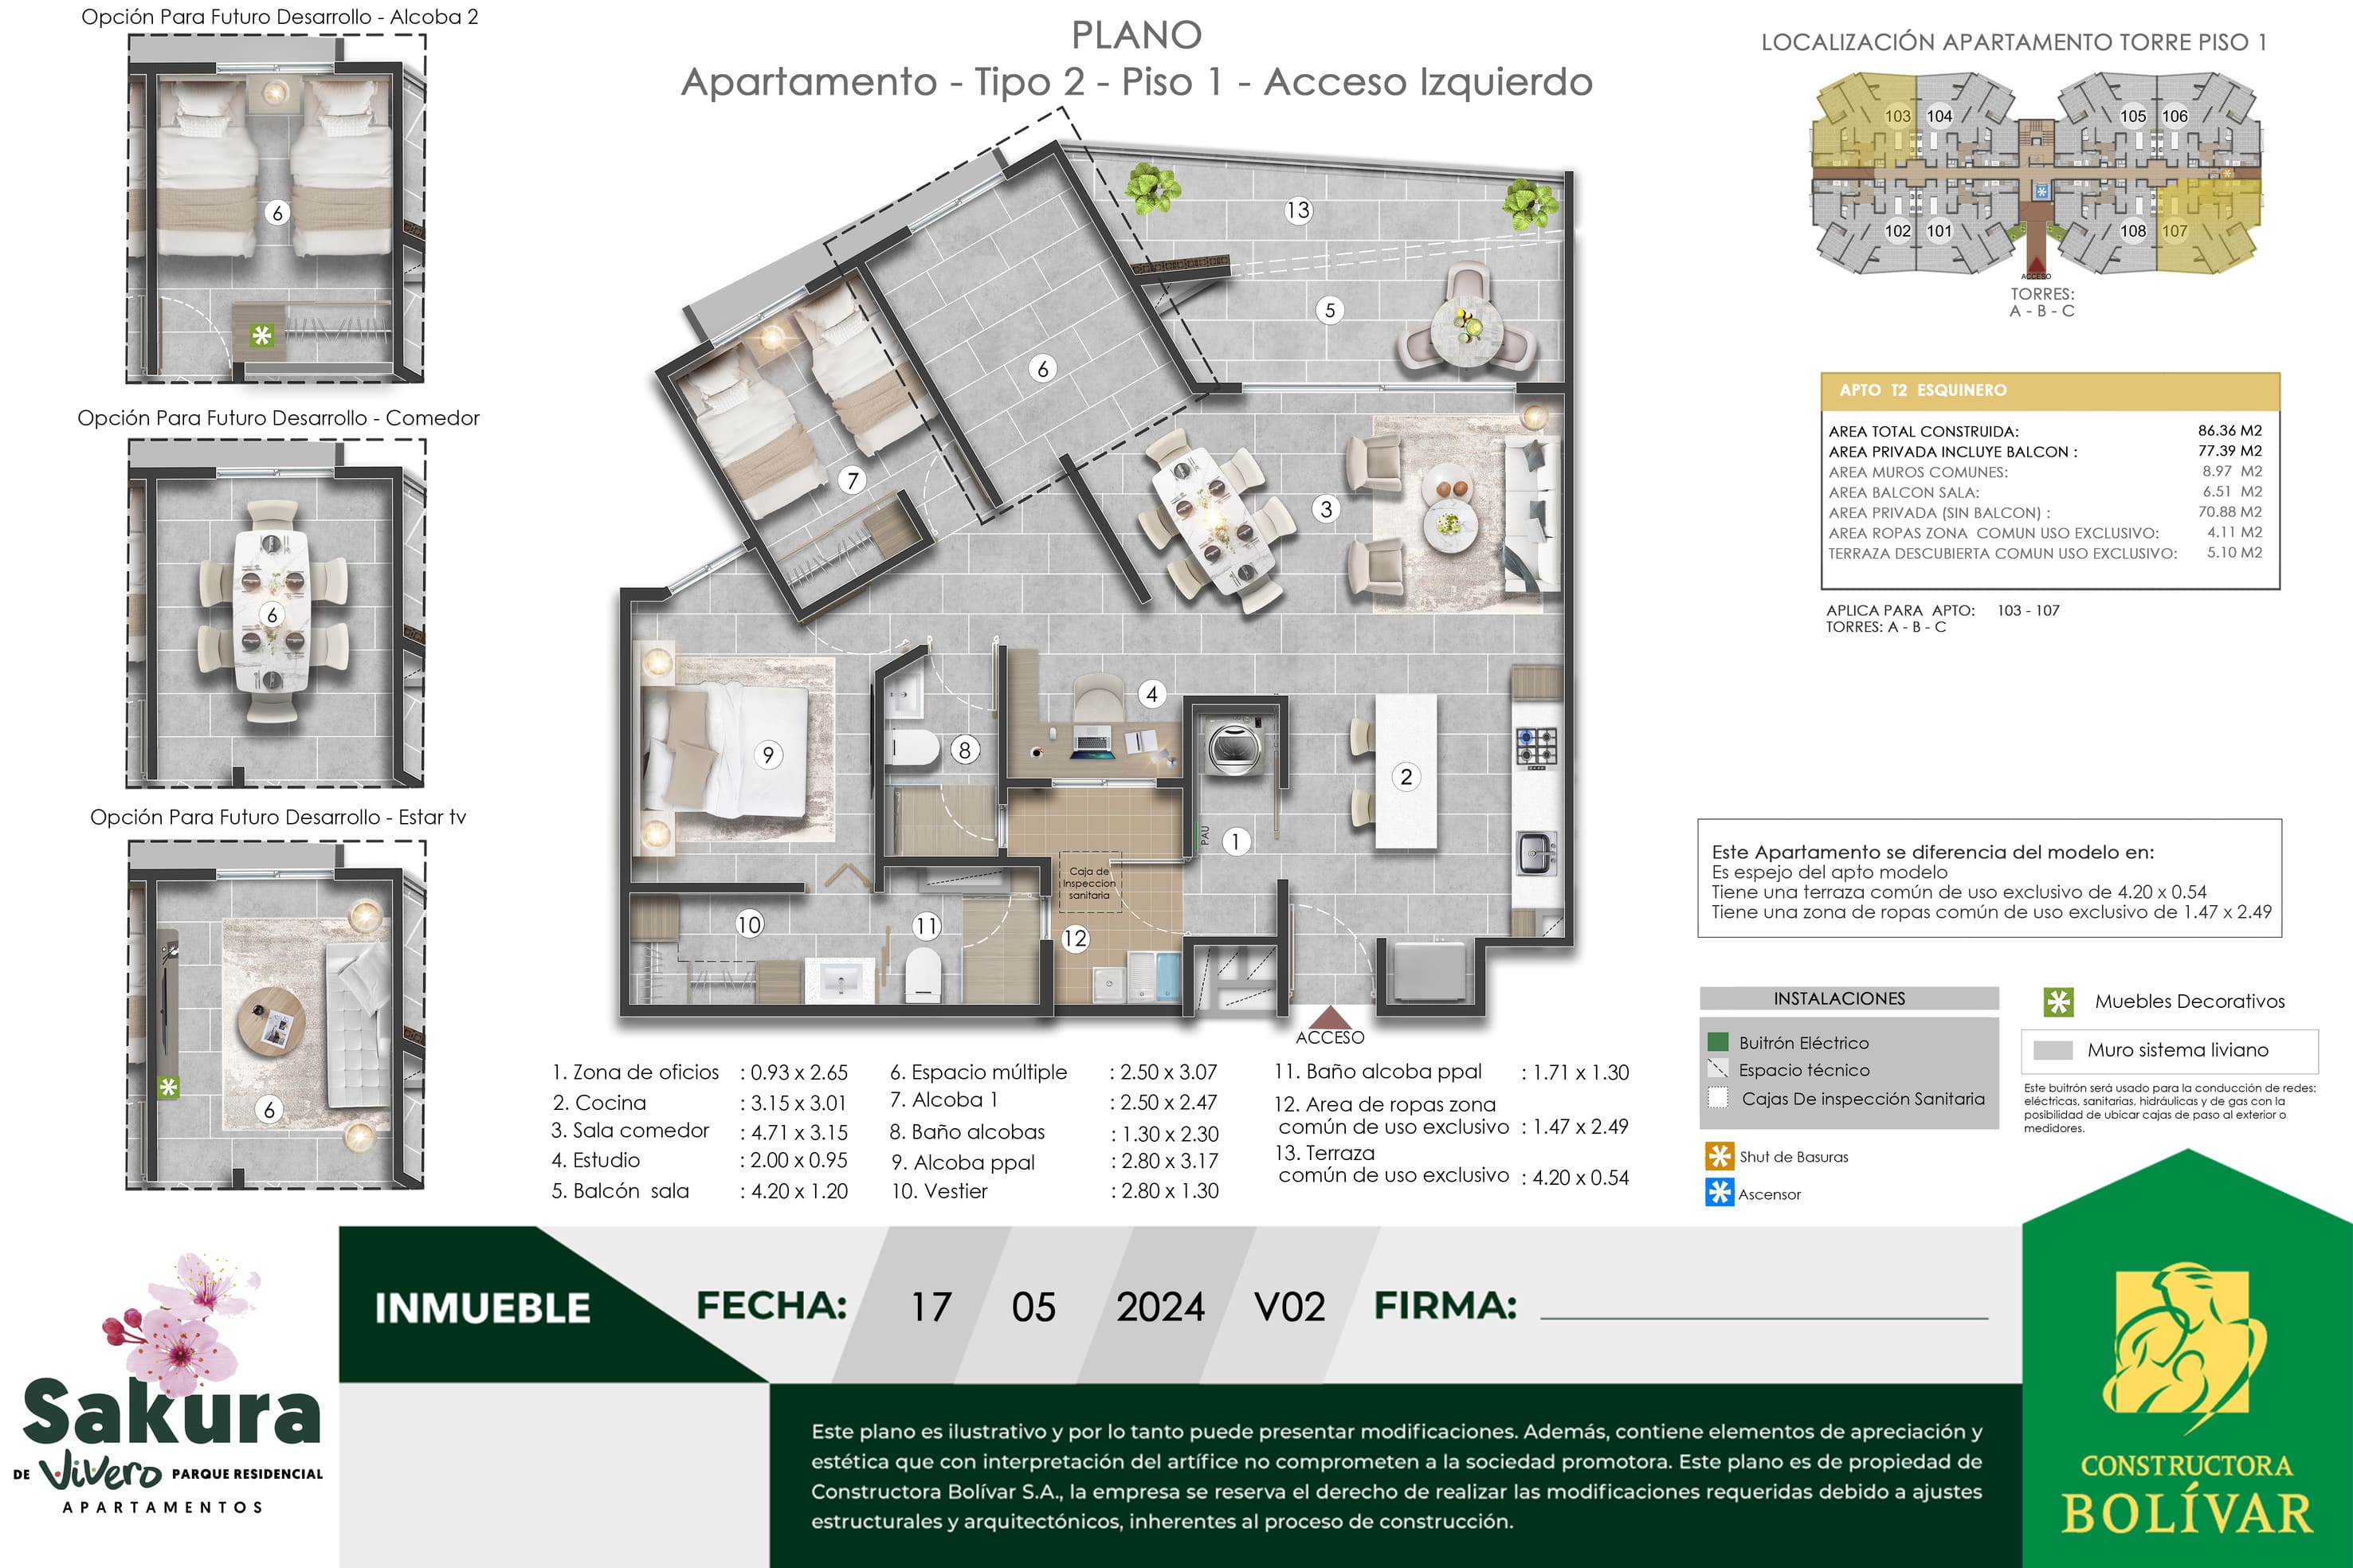 Opción Para Futuro Desarrollo - Alcoba 2
6
Opción Para Futuro Desarrollo - Comedor
6
Opción Para Futuro Desarrollo - Estar tv
6
PLANO
Apartamento - Tipo 2 - Piso 1 - Acceso Izquierdo
13
5
6
7
3
4
9
8
2
PAU
1
Caja de
Inspeccion
sanitaria
10
11
12
ACCESO
1. Zona de oficios : 0.93 x 2.65
2. Cocina : 3.15 x 3.01
3. Sala comedor : 4.71 x 3.15
4. Estudio : 2.00 x 0.95
5. Balcón sala : 4.20 x 1.20
6. Espacio múltiple : 2.50 x 3.07
7. Alcoba 1 : 2.50 x 2.47
8. Baño alcobas : 1.30 x 2.30
9. Alcoba ppal : 2.80 x 3.17
10. Vestier : 2.80 x 1.30
11. Baño alcoba ppal : 1.71 x 1.30
12. Area de ropas zona
común de uso exclusivo : 1.47 x 2.49
13. Terraza
común de uso exclusivo : 4.20 x 0.54
LOCALIZACIÓN APARTAMENTO TORRE PISO 1
103 104 105 106
102 101 108 107
ACCESO
TORRES:
A - B - C
APTO T2 ESQUINERO
AREA TOTAL CONSTRUIDA: 86.36 M2
AREA PRIVADA INCLUYE BALCON : 77.39 M2
AREA MUROS COMUNES: 8.97 M2
AREA BALCON SALA: 6.51 M2
AREA PRIVADA (SIN BALCON) : 70.88 M2
AREA ROPAS ZONA COMUN USO EXCLUSIVO: 4.11 M2
TERRAZA DESCUBIERTA COMUN USO EXCLUSIVO: 5.10 M2
APLICA PARA APTO: 103 - 107
TORRES: A - B - C
Este Apartamento se diferencia del modelo en:
Es espejo del apto modelo
Tiene una terraza común de uso exclusivo de 4.20 x 0.54
Tiene una zona de ropas común de uso exclusivo de 1.47 x 2.49
INSTALACIONES
Buitrón Eléctrico
Espacio técnico
Cajas De inspección Sanitaria
Shut de Basuras
Ascensor
Muebles Decorativos
Muro sistema liviano
Este buitrón será usado para la conducción de redes:
eléctricas, sanitarias, hidráulicas y de gas con la
posibilidad de ubicar cajas de paso al exterior o
medidores.
Sakura
DE Vivero PARQUE RESIDENCIAL
APARTAMENTOS
INMUEBLE
FECHA: 17 05 2024 V02 FIRMA:
Este plano es ilustrativo y por lo tanto puede presentar modificaciones. Además, contiene elementos de apreciación y
estética que con interpretación del artífice no comprometen a la sociedad promotora. Este plano es de propiedad de
Constructora Bolívar S.A., la empresa se reserva el derecho de realizar las modificaciones requeridas debido a ajustes
estructurales y arquitectónicos, inherentes al proceso de construcción.
CONSTRUCTORA
BOLÍVAR